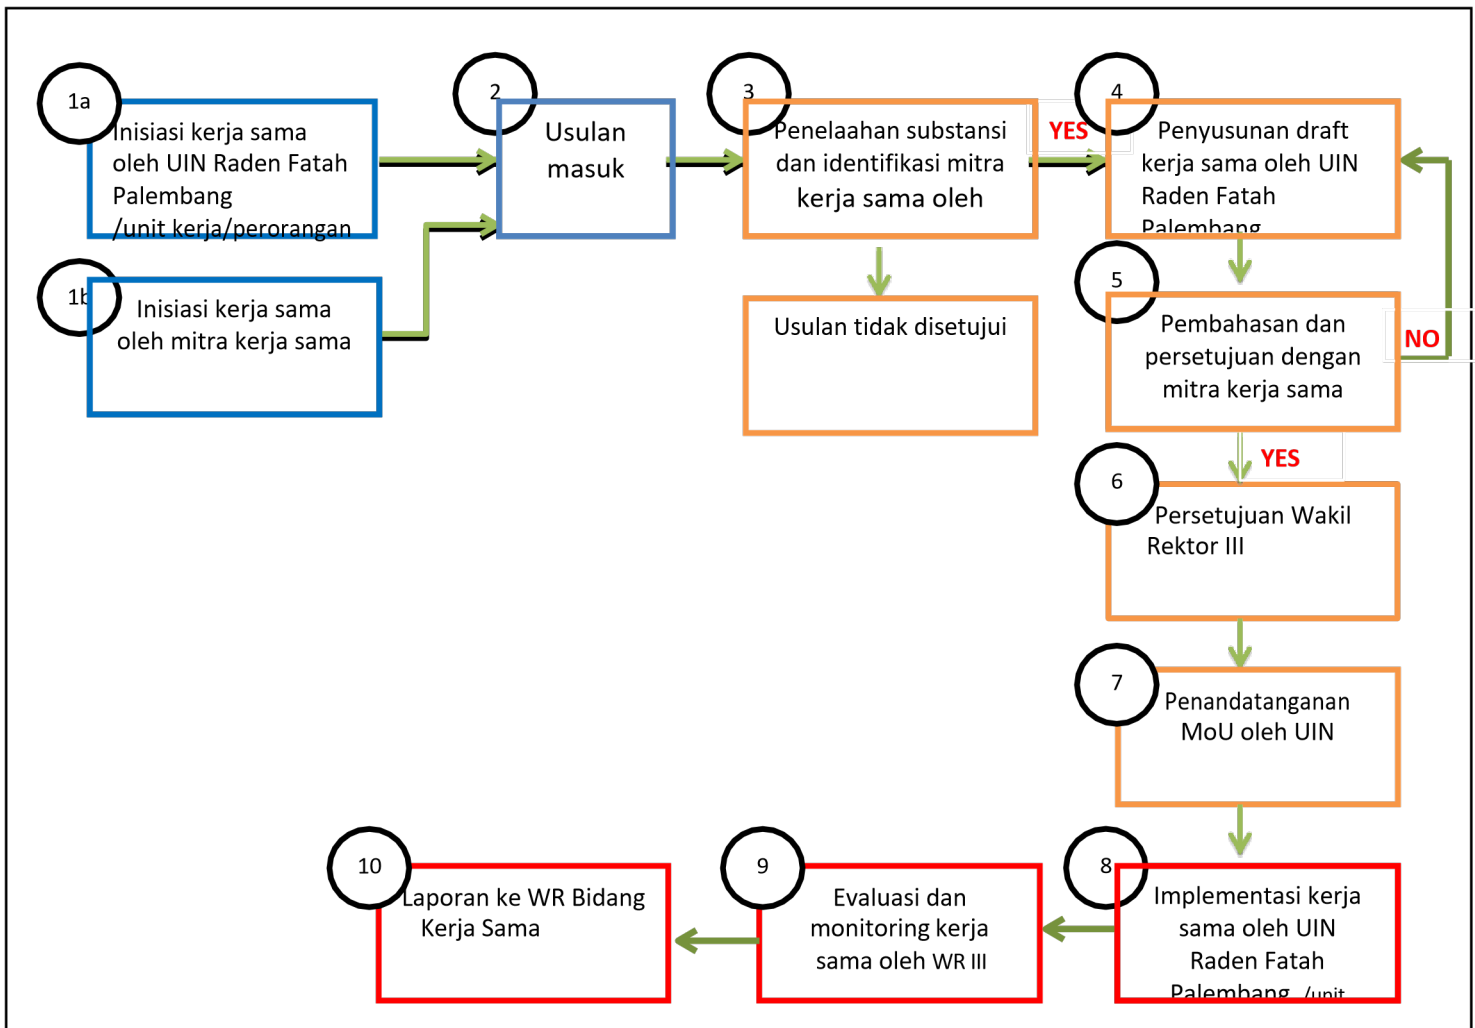 1a
Inisiasi kerja sama
oleh UIN Raden Fatah
Palembang
/unit kerja/perorangan
1b
Inisiasi kerja sama
oleh mitra kerja sama
2
Usulan
masuk
3
Penelaahan substansi
dan identifikasi mitra
kerja sama oleh
YES
Usulan tidak disetujui
4
Penyusunan draft
kerja sama oleh UIN
Raden Fatah
Palembang
5
Pembahasan dan
persetujuan dengan
mitra kerja sama
NO
YES
6
Persetujuan Wakil
Rektor III
7
Penandatanganan
MoU oleh UIN
8
Implementasi kerja
sama oleh UIN
Raden Fatah
Palembang /unit
9
Evaluasi dan
monitoring kerja
sama oleh WR III
10
Laporan ke WR Bidang
Kerja Sama